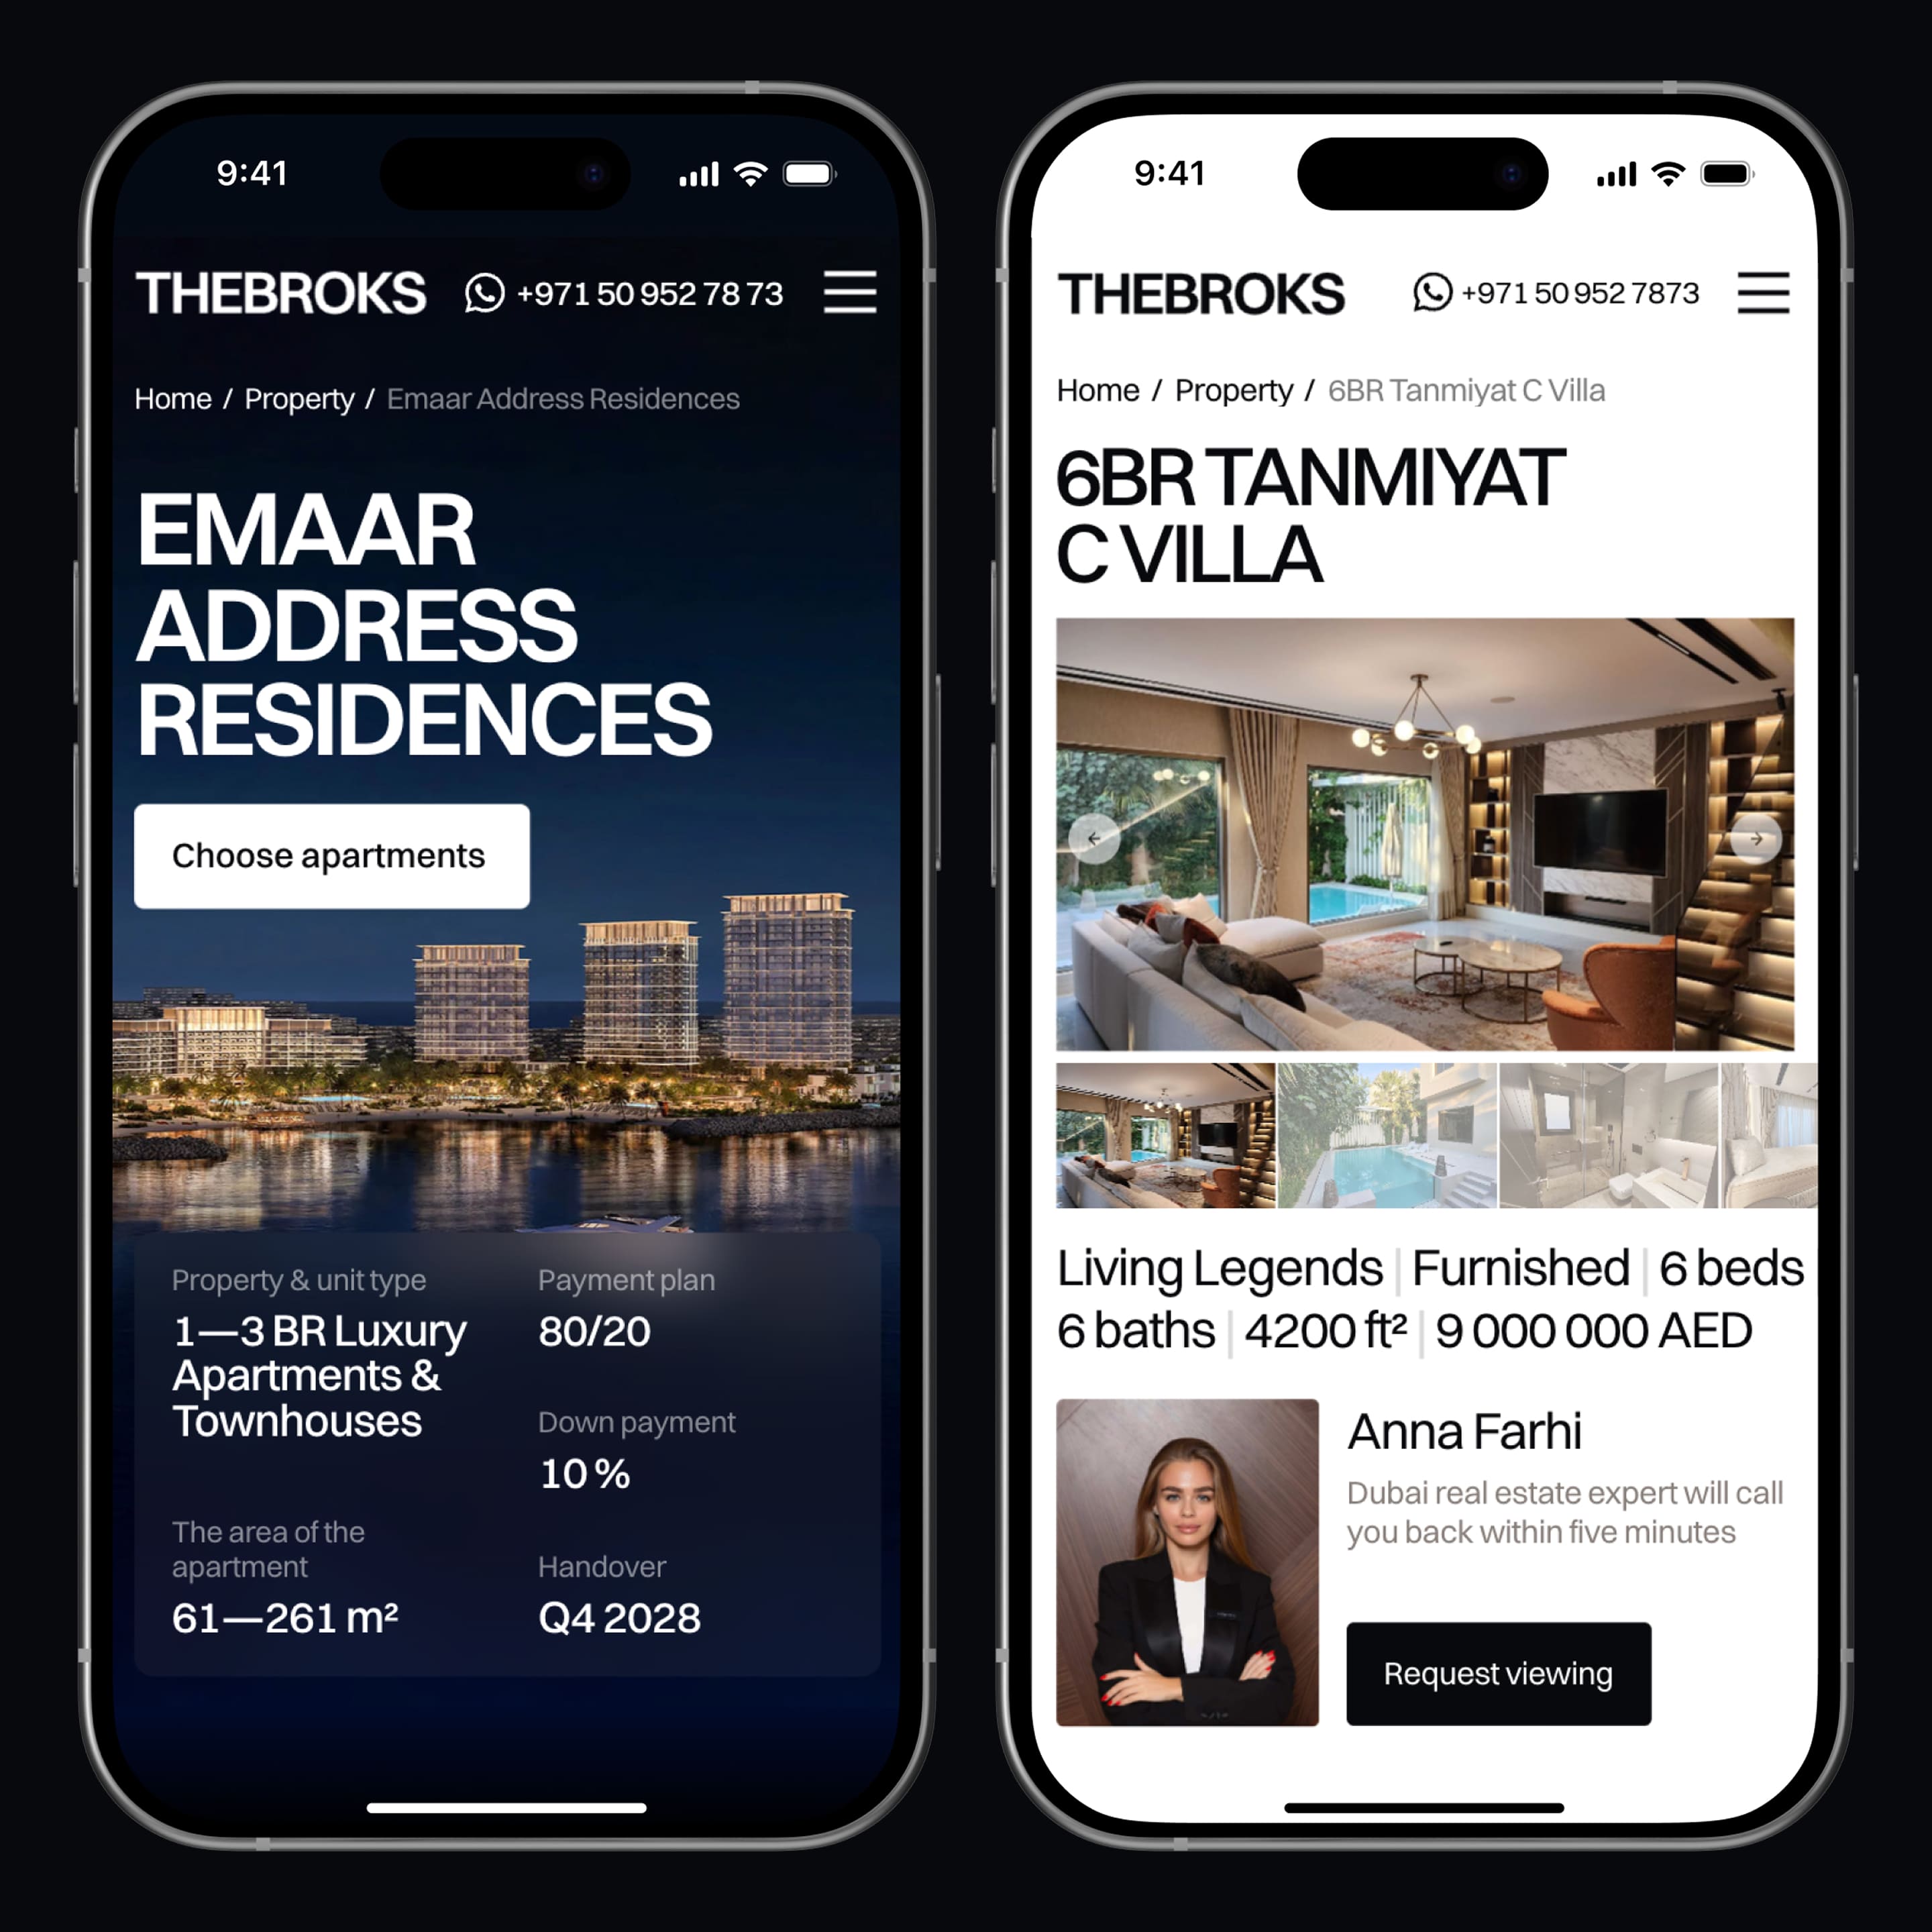 9:41
THEBROKS +971 50 952 78 73
Home / Property / Emaar Address Residences
EMAAR
ADDRESS
RESIDENCES
Choose apartments
Property & unit type
1—3 BR Luxury
Apartments &
Townhouses
The area of the
apartment
61—261 m²
Payment plan
80/20
Down payment
10 %
Handover
Q4 2028
9:41
THEBROKS +971 50 952 7873
Home / Property / 6BR Tanmiyat C Villa
6BR TANMIYAT
C VILLA
Living Legends | Furnished | 6 beds
6 baths | 4200 ft² | 9 000 000 AED
Anna Farhi
Dubai real estate expert will call
you back within five minutes
Request viewing